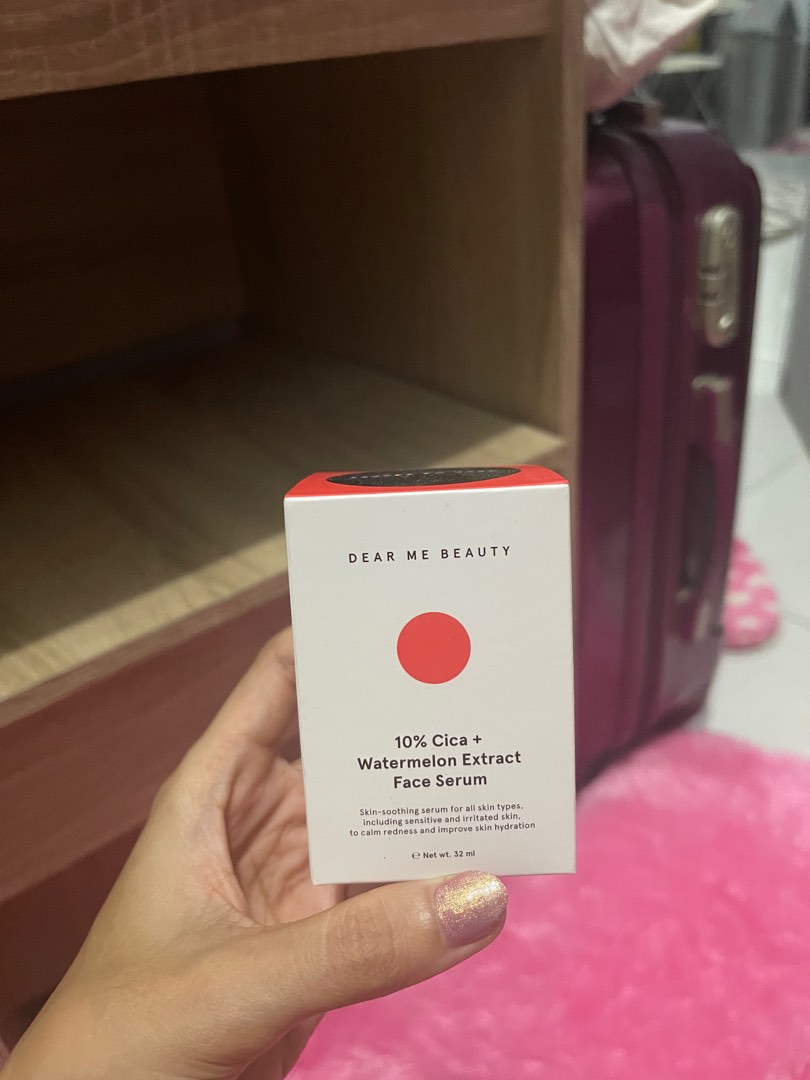 DEAR ME BEAUTY
10% Cica +
Watermelon Extract
Face Serum
Skin-soothing serum for all skin types,
including sensitive and irritated skin,
to calm redness and improve skin hydration
℮ Net wt. 32 ml